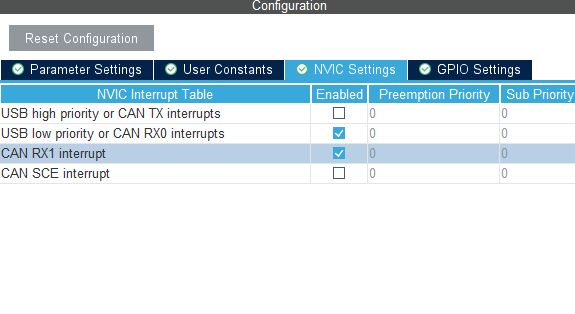 Configuration
Reset Configuration
Parameter Settings User Constants NVIC Settings GPIO Settings
NVIC Interrupt Table Enabled Preemption Priority Sub Priority
USB high priority or CAN TX interrupts 0 0
USB low priority or CAN RX0 interrupts 0 0
CAN RX1 interrupt 0 0
CAN SCE interrupt 0 0